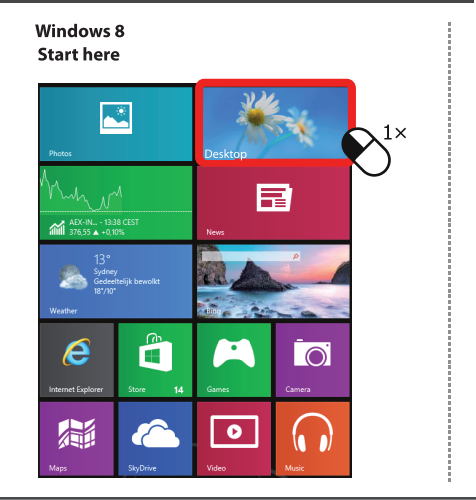 Windows 8
Start here
Photos
Desktop
1×
AEX-IN... - 13:38 CEST
376,55 ▲ +0,10%
News
13°
Sydney
Gedeeltelijk bewolkt
18°/10°
Weather
Bing
Internet Explorer
Store
14
Games
Camera
Maps
SkyDrive
Video
Music